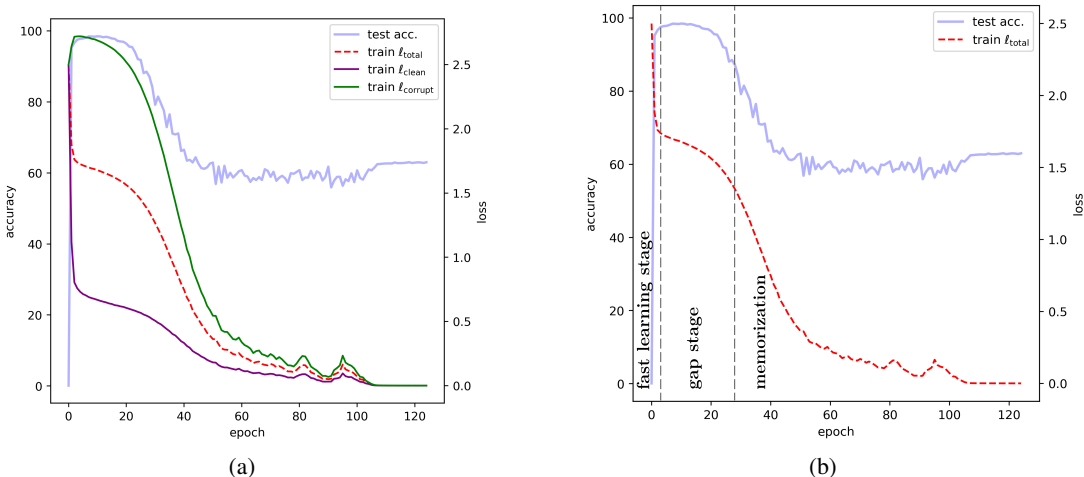 100
80
60
40
20
0
accuracy
0
20
40
60
80
100
120
epoch
2.5
2.0
1.5
1.0
0.5
0.0
loss
test acc.
train ℓtotal
train ℓclean
train ℓcorrupt
(a)
100
80
60
40
20
0
accuracy
0
20
40
60
80
100
120
epoch
2.5
2.0
1.5
1.0
0.5
0.0
loss
test acc.
train ℓtotal
fast learning stage
gap stage
memorization
(b)